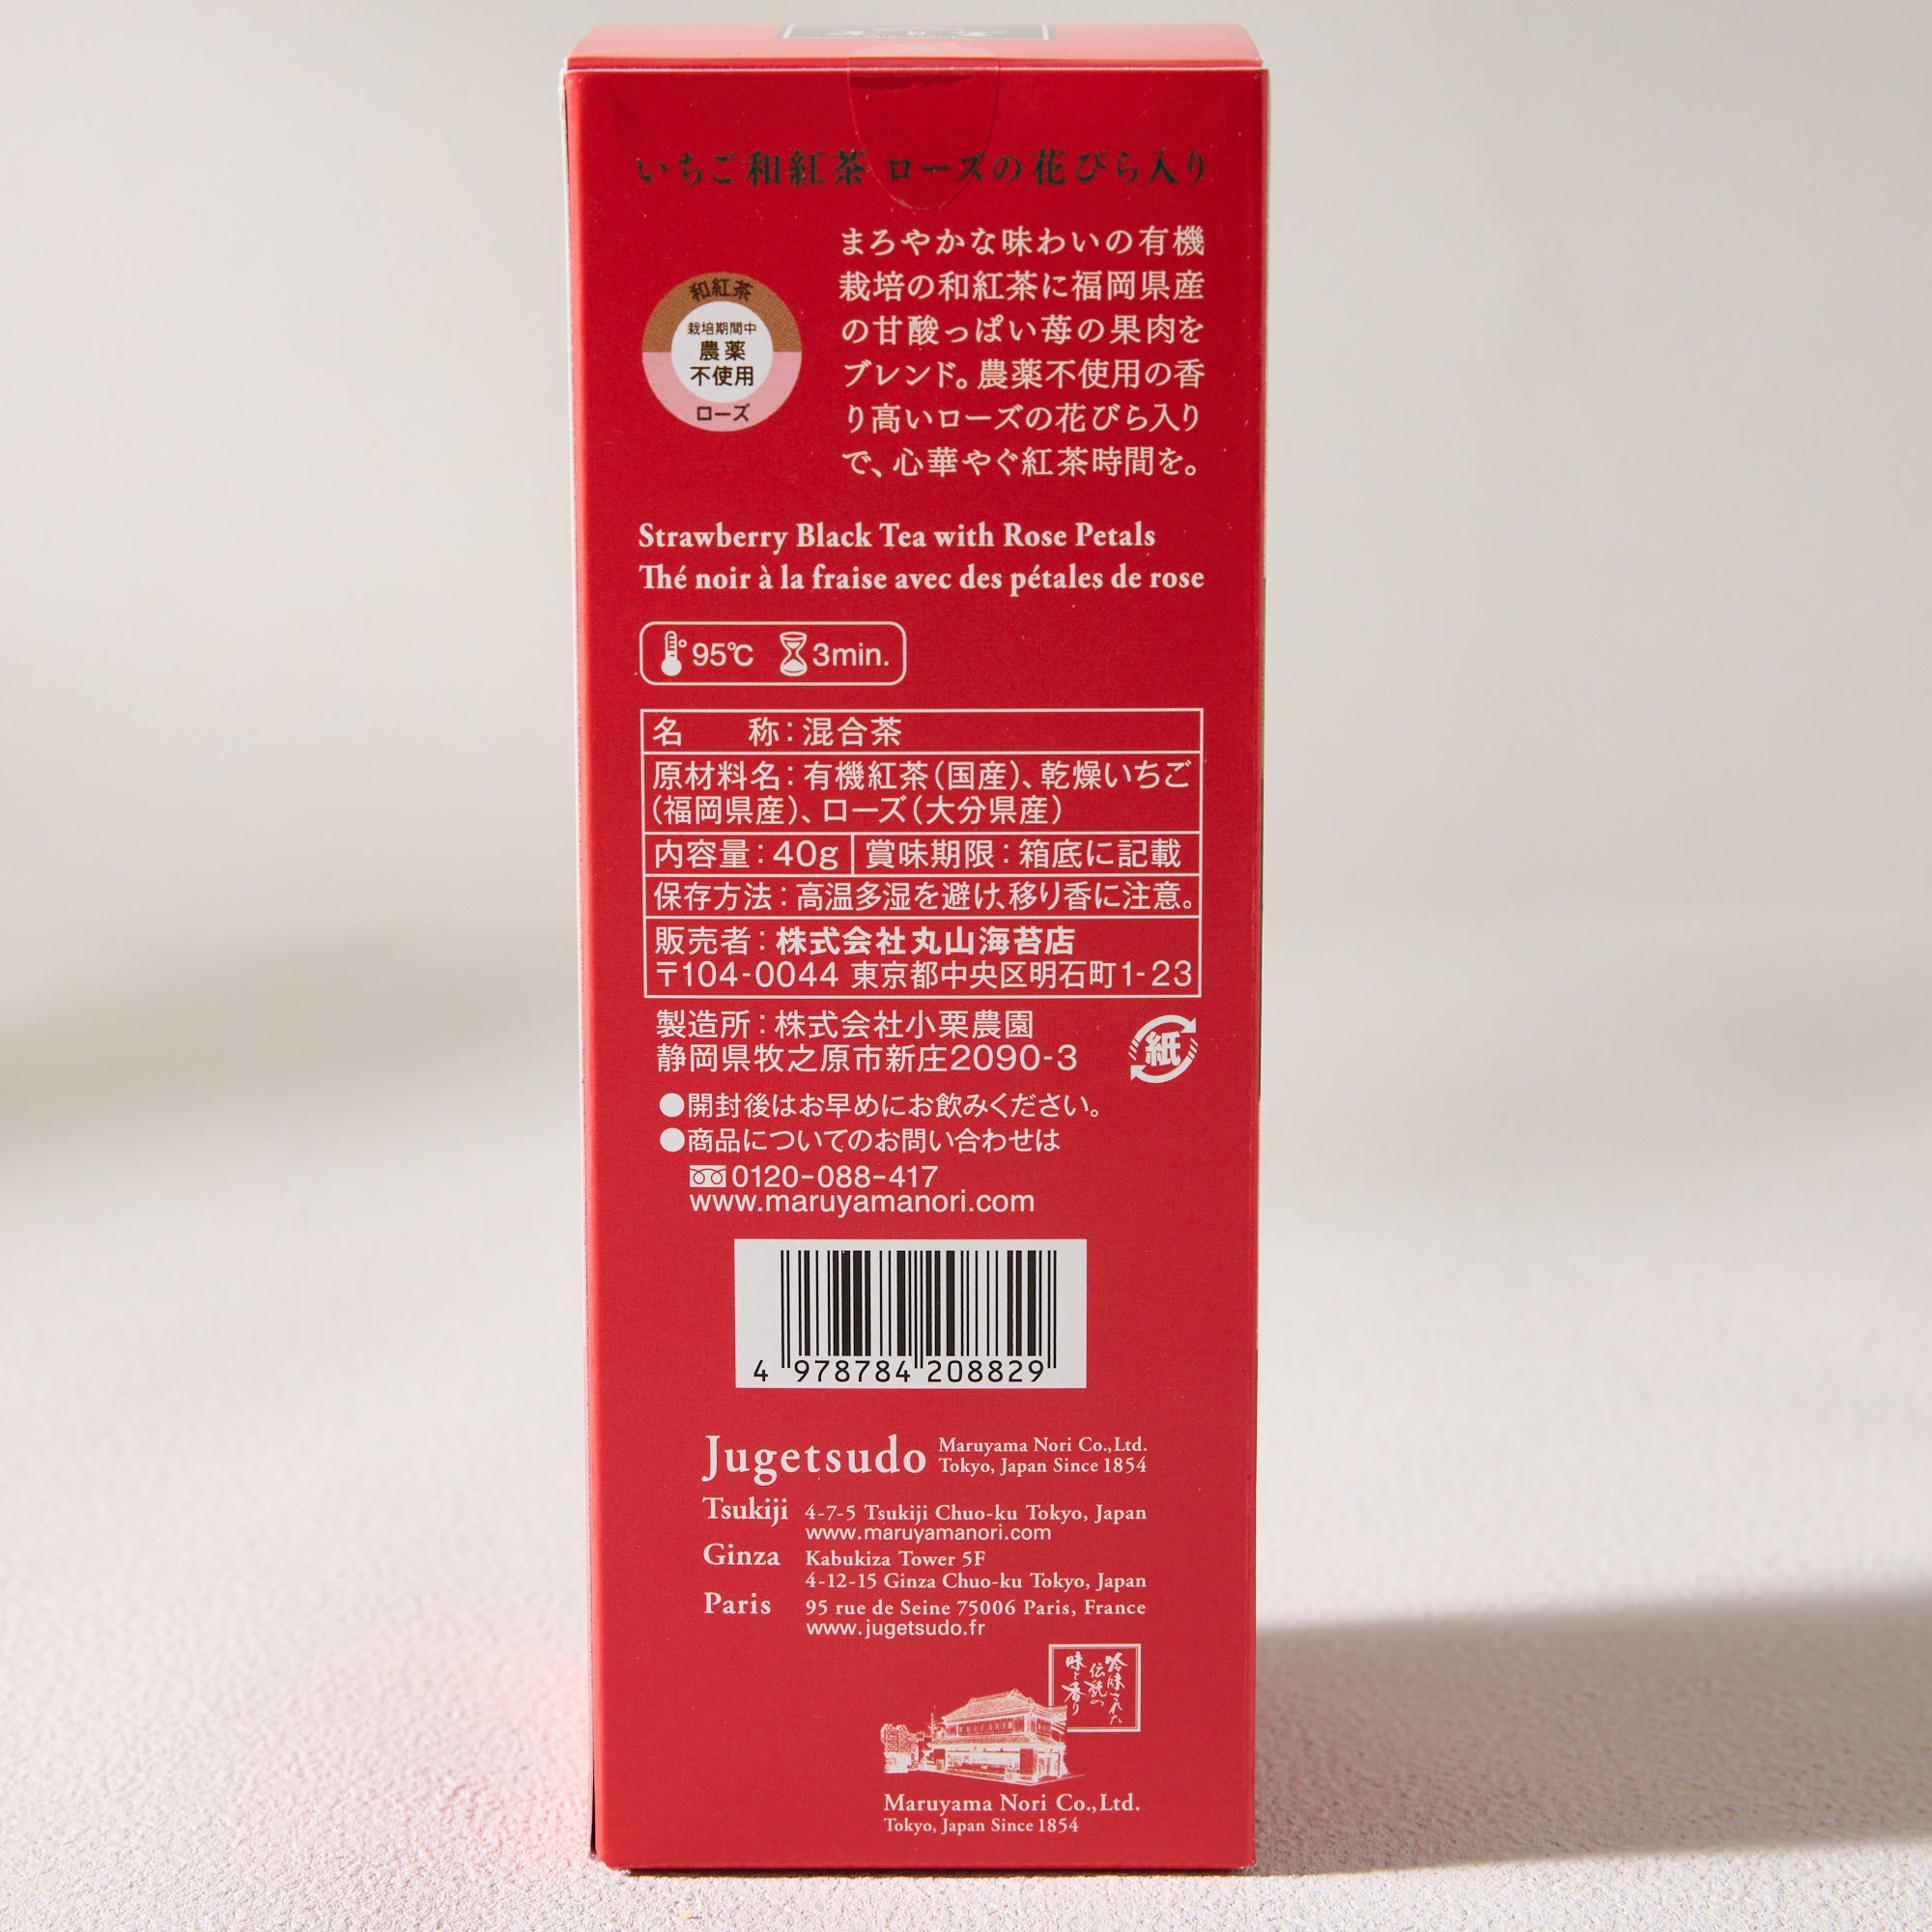 いちご和紅茶 ローズの花びら入り
まろやかな味わいの有機
栽培の和紅茶に福岡県産
の甘酸っぱい苺の果肉を
ブレンド。農薬不使用の香
り高いローズの花びら入り
で、心華やぐ紅茶時間を。
和紅茶
栽培期間中
農薬
不使用
ローズ
Strawberry Black Tea with Rose Petals
Thé noir à la fraise avec des pétales de rose
95℃ 3min.
名 称：混合茶
原材料名：有機紅茶（国産）、乾燥いちご
（福岡県産）、ローズ（大分県産）
内容量：40g 賞味期限：箱底に記載
保存方法：高温多湿を避け、移り香に注意。
販売者：株式会社丸山海苔店
〒104-0044 東京都中央区明石町1-23
製造所：株式会社小栗農園
静岡県牧之原市新庄2090-3
紙
●開封後はお早めにお飲みください。
●商品についてのお問い合わせは
0120-088-417
www.maruyamanori.com
4 978784 208829
Jugetsudo Maruyama Nori Co.,Ltd.
Tokyo, Japan Since 1854
Tsukiji 4-7-5 Tsukiji Chuo-ku Tokyo, Japan
www.maruyamanori.com
Ginza Kabukiza Tower 5F
4-12-15 Ginza Chuo-ku Tokyo, Japan
Paris 95 rue de Seine 75006 Paris, France
www.jugetsudo.fr
吟味された
伝統の
味と香り
Maruyama Nori Co.,Ltd.
Tokyo, Japan Since 1854